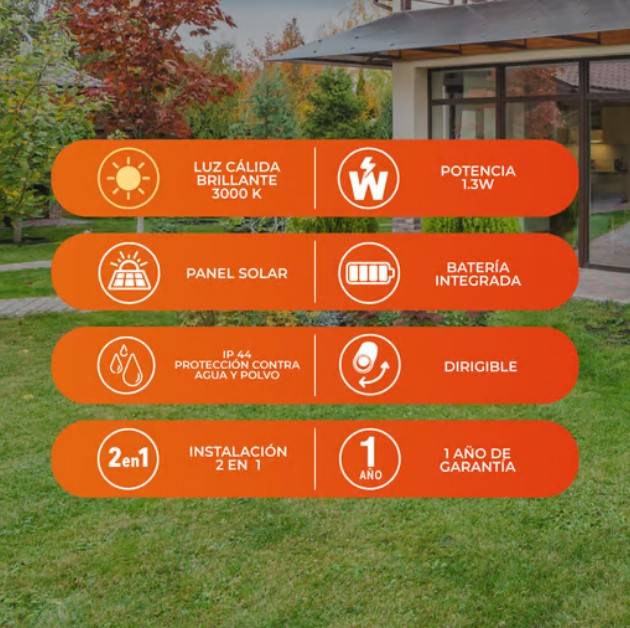 LUZ CÁLIDA
BRILLANTE
3000 K
W
POTENCIA
1.3W
PANEL SOLAR
BATERÍA
INTEGRADA
IP 44
PROTECCIÓN CONTRA
AGUA Y POLVO
DIRIGIBLE
2en1
INSTALACIÓN
2 EN 1
1
AÑO
1 AÑO DE
GARANTÍA